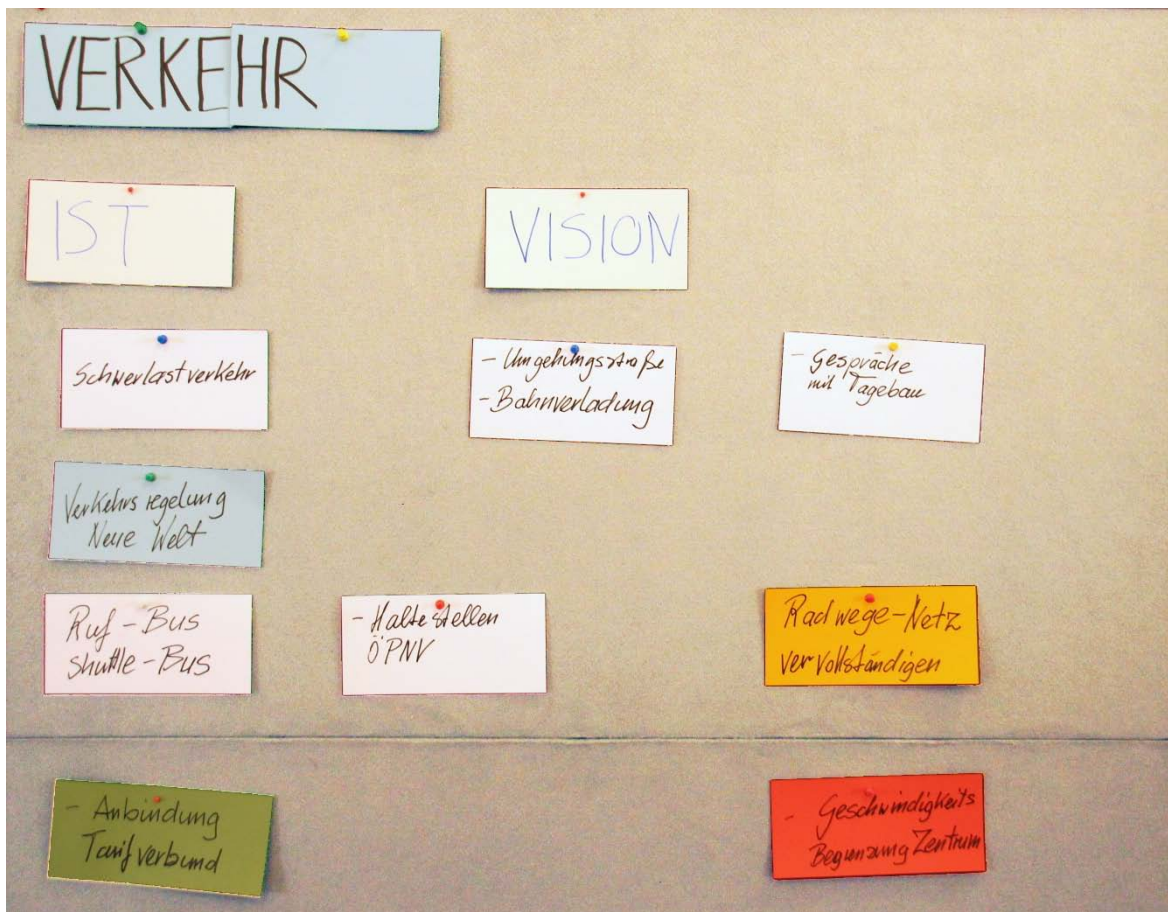 VERKEHR
IST
VISION
Schwerlastverkehr
- Umgehungsstraße
- Bahnverladung
- Gespräche
mit Tagebau
Verkehrsregelung
Neue Welt
Ruf-Bus
Shuttle-Bus
- Haltestellen
ÖPNV
Radwege-Netz
vervollständigen
- Anbindung
Tarifverbund
- Geschwindigkeits
Begrenzung Zentrum